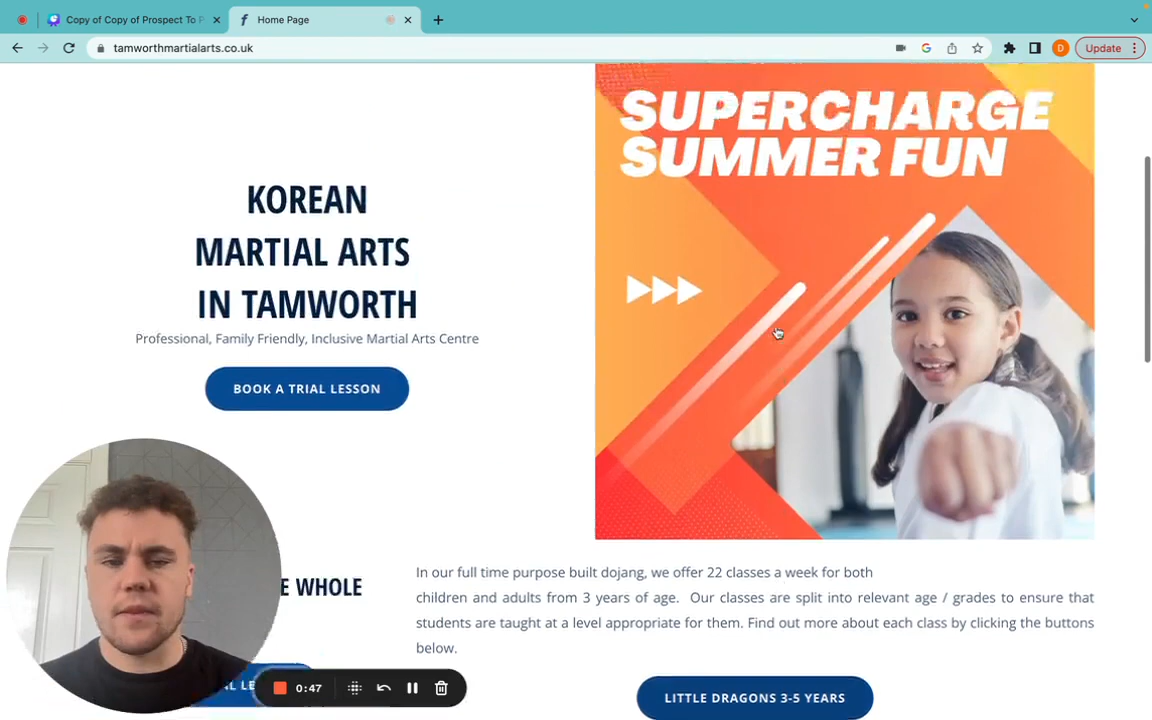 Copy of Copy of Prospect To P
Home Page
tamworthmartialarts.co.uk
Update
SUPERCHARGE
SUMMER FUN
KOREAN
MARTIAL ARTS
IN TAMWORTH
Professional, Family Friendly, Inclusive Martial Arts Centre
BOOK A TRIAL LESSON
E WHOLE
In our full time purpose built dojang, we offer 22 classes a week for both
children and adults from 3 years of age. Our classes are split into relevant age / grades to ensure that
students are taught at a level appropriate for them. Find out more about each class by clicking the buttons
below.
0:47
LITTLE DRAGONS 3-5 YEARS